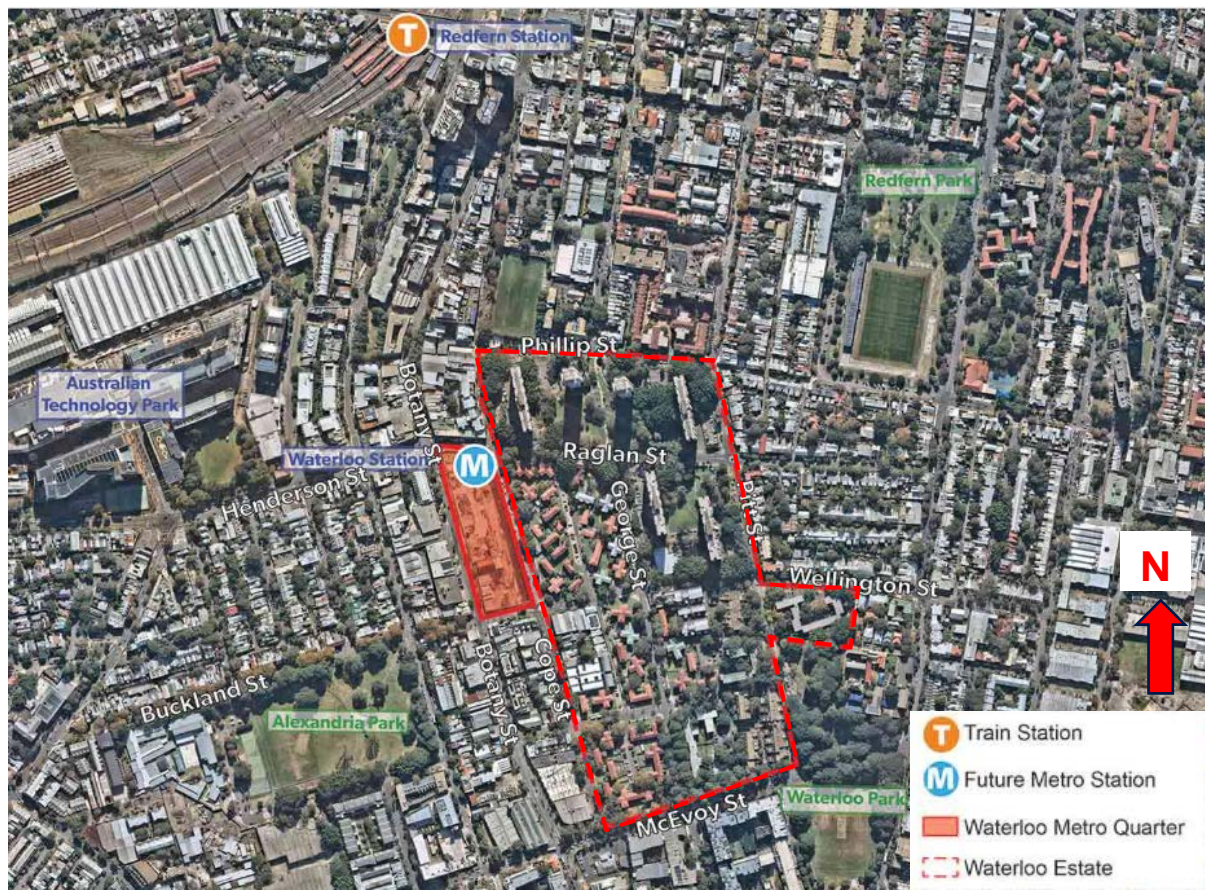 T
Redfern Station
Redfern Park
Phillip St
Australian
Technology Park
Botany St
Waterloo Station
M
Raglan St
Henderson St
George St
Pitt St
N
Wellington St
Cope St
Botany St
Buckland St
Alexandria Park
McEvoy St
Waterloo Park
T Train Station
M Future Metro Station
Waterloo Metro Quarter
Waterloo Estate